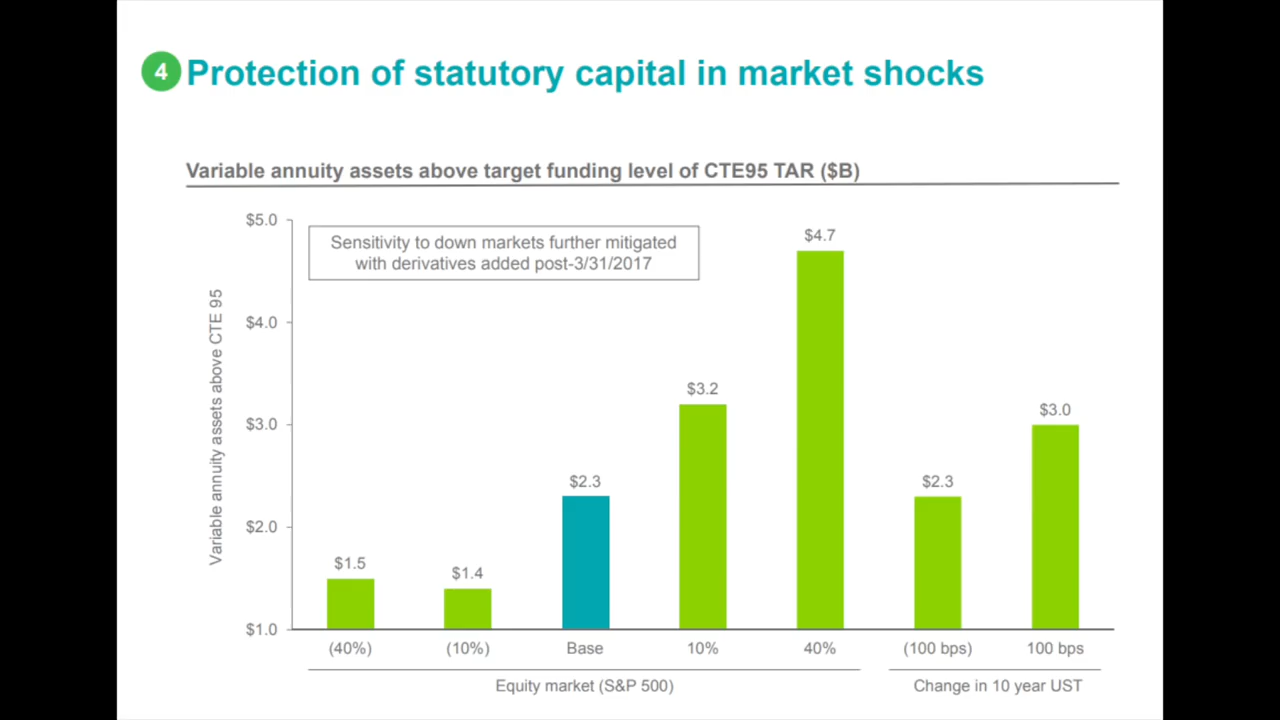 4 Protection of statutory capital in market shocks
Variable annuity assets above target funding level of CTE95 TAR ($B)
Sensitivity to down markets further mitigated
with derivatives added post-3/31/2017
Variable annuity assets above CTE 95
$5.0
$4.0
$3.0
$2.0
$1.0
$1.5
$1.4
$2.3
$3.2
$4.7
$2.3
$3.0
(40%) (10%) Base 10% 40% (100 bps) 100 bps
Equity market (S&P 500) Change in 10 year UST